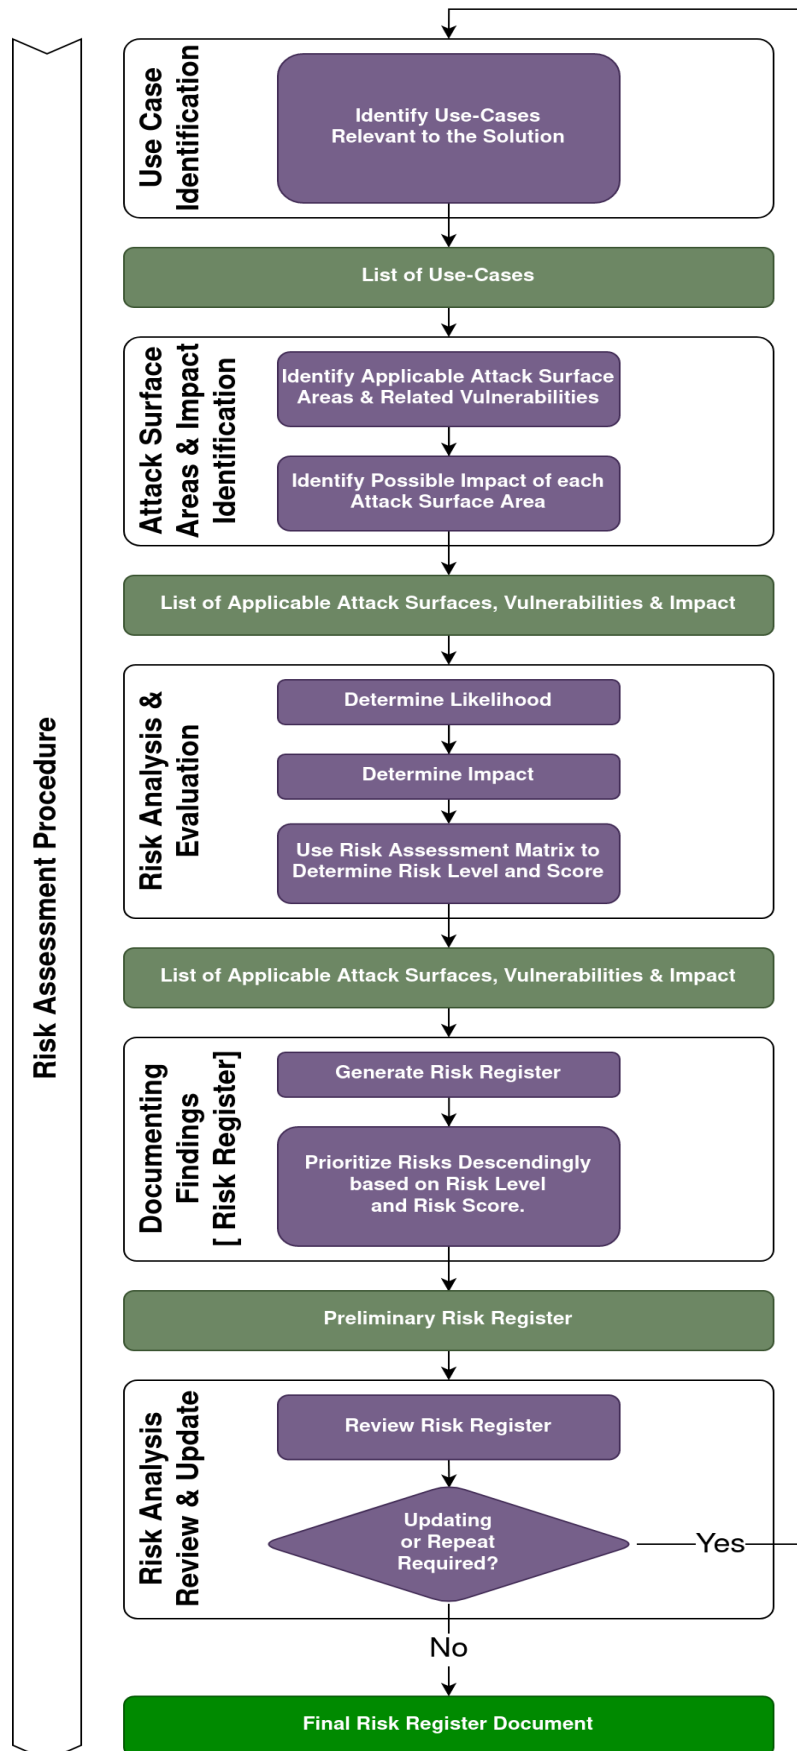 Risk Assessment Procedure
Use Case
Identification
Identify Use-Cases
Relevant to the Solution
List of Use-Cases
Attack Surface
Areas & Impact
Identification
Identify Applicable Attack Surface
Areas & Related Vulnerabilities
Identify Possible Impact of each
Attack Surface Area
List of Applicable Attack Surfaces, Vulnerabilities & Impact
Risk Analysis &
Evaluation
Determine Likelihood
Determine Impact
Use Risk Assessment Matrix to
Determine Risk Level and Score
List of Applicable Attack Surfaces, Vulnerabilities & Impact
Documenting
Findings
[ Risk Register]
Generate Risk Register
Prioritize Risks Descendingly
based on Risk Level
and Risk Score.
Preliminary Risk Register
Risk Analysis
Review & Update
Review Risk Register
Updating
or Repeat
Required?
Yes
No
Final Risk Register Document